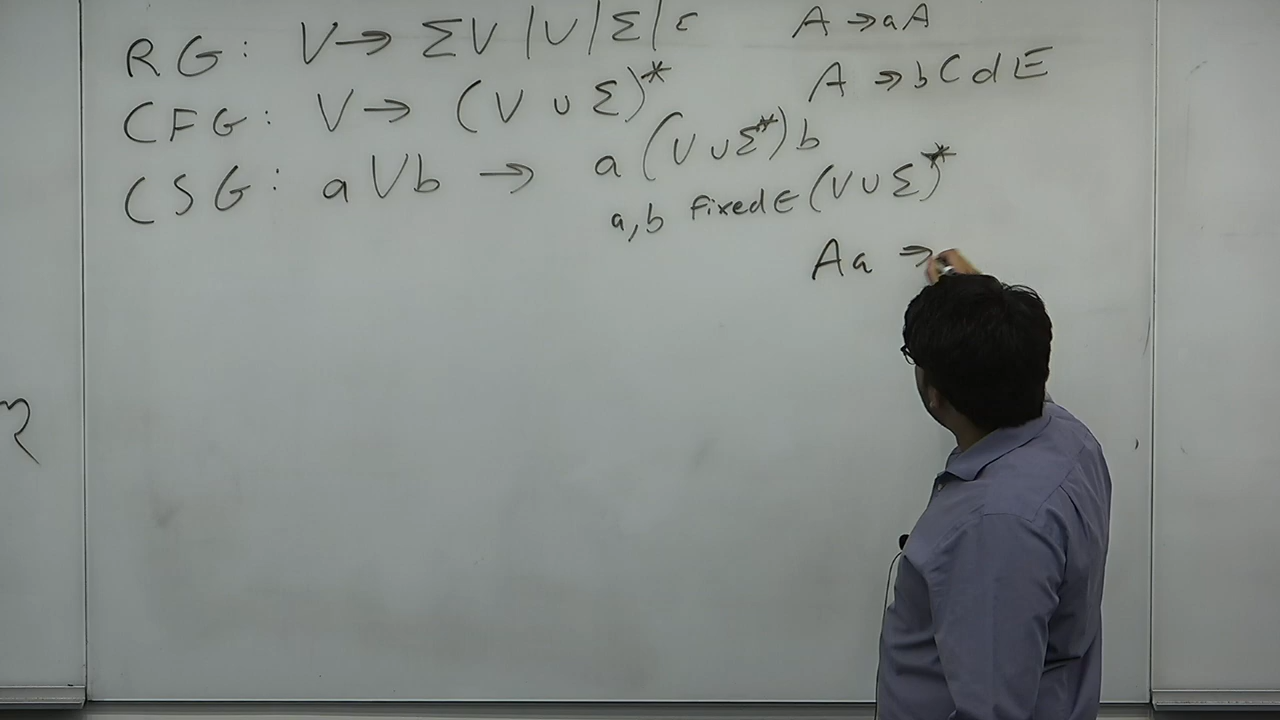 RG: V → ΣV | V | Σ | ε A → aA
CFG: V → (V ∪ Σ)* A → bCdE
CSG: aVb → a(V ∪ Σ*)b
a,b fixed ∈ (V ∪ Σ)*
Aa →